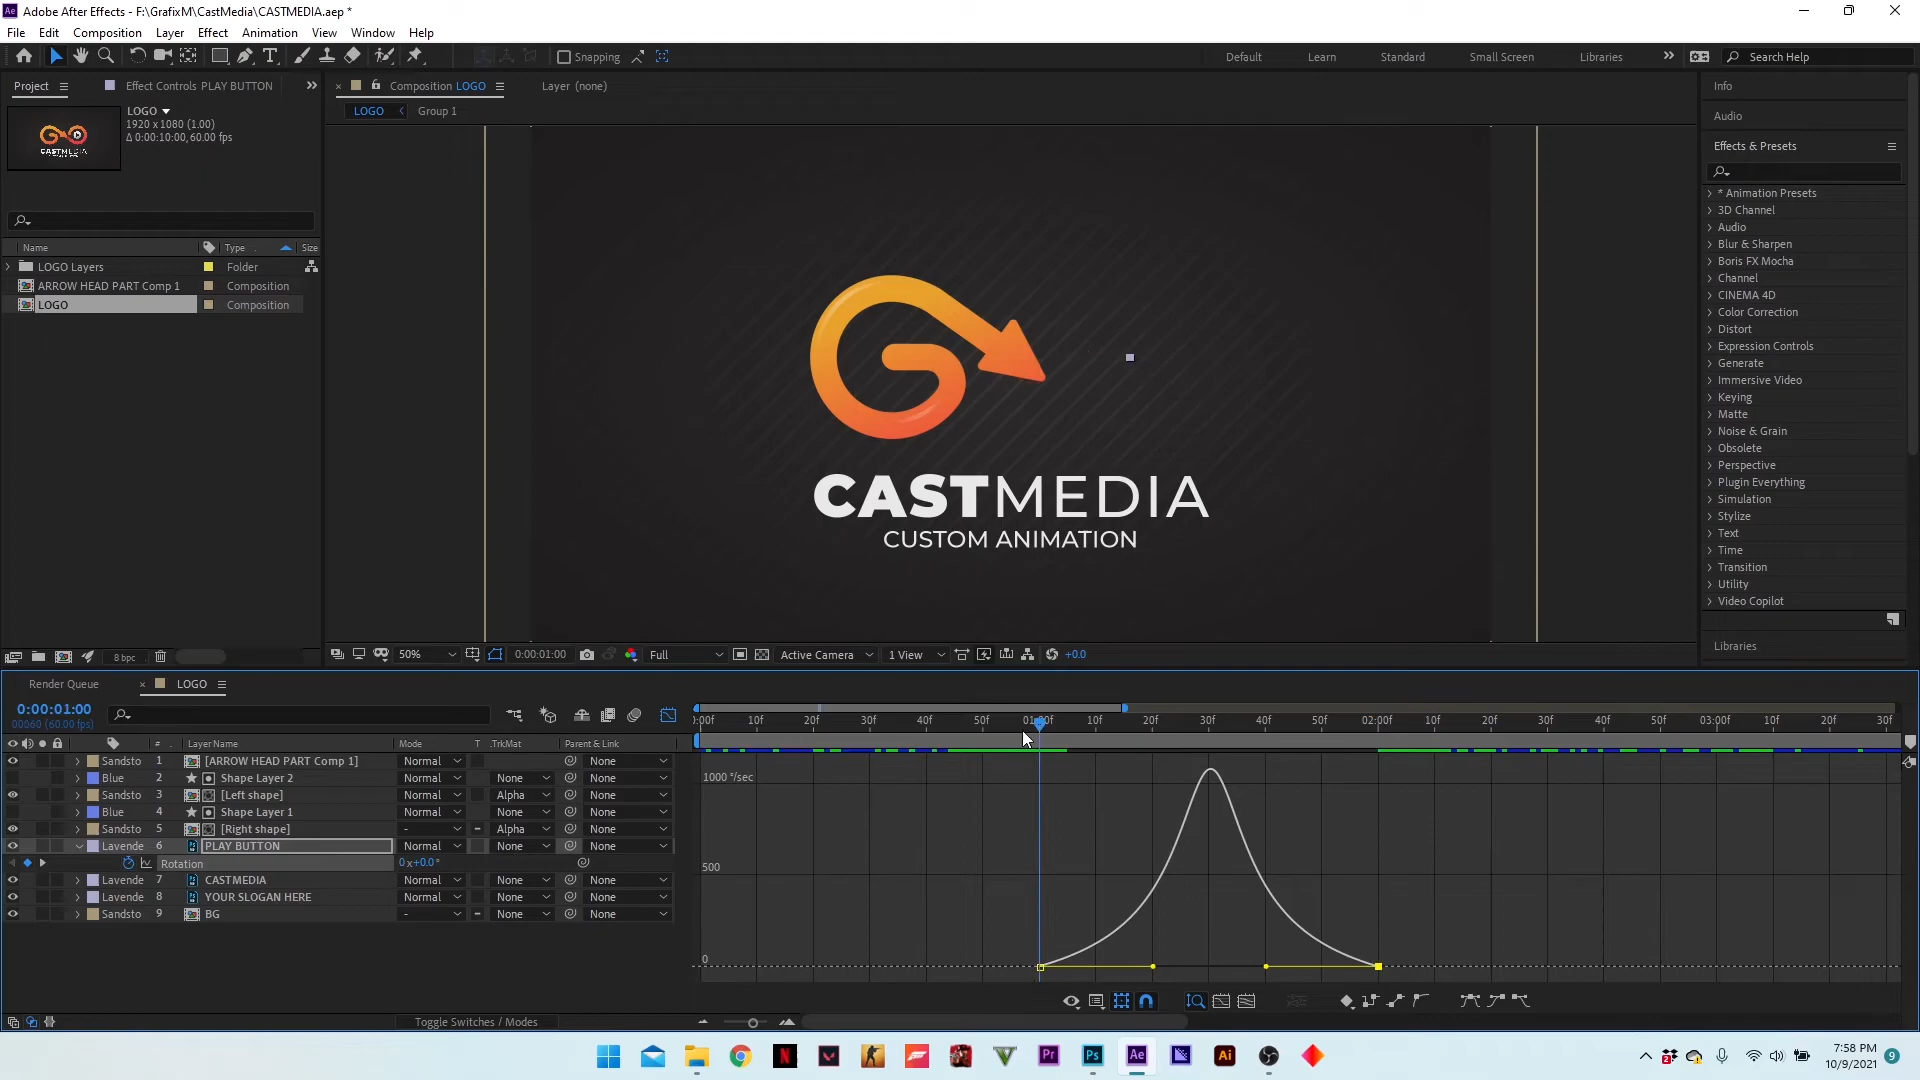 Adobe After Effects - F:\GrafixM\CastMedia\CASTMEDIA.aep *
File Edit Composition Layer Effect Animation View Window Help
Snapping Default Learn Standard Small Screen Libraries Search Help
Project Effect Controls PLAY BUTTON
LOGO
1920 x 1080 (1.00)
Δ 0:00:10:00, 60.00 fps
Name Type Size
LOGO Layers Folder
ARROW HEAD PART Comp 1 Composition
LOGO Composition
8 bpc
Composition LOGO Layer (none)
LOGO Group 1
CASTMEDIA
CUSTOM ANIMATION
50% 0:00:01:00 Full Active Camera 1 View +0.0
Info
Audio
Effects & Presets
* Animation Presets
3D Channel
Audio
Blur & Sharpen
Boris FX Mocha
Channel
CINEMA 4D
Color Correction
Distort
Expression Controls
Generate
Immersive Video
Keying
Matte
Noise & Grain
Obsolete
Perspective
Plugin Everything
Simulation
Stylize
Text
Time
Transition
Utility
Video Copilot
Libraries
Render Queue LOGO
0:00:01:00
00060 (60.00 fps)
# Layer Name Mode T .TrkMat Parent & Link
Sandsto 1 [ARROW HEAD PART Comp 1] Normal None
Blue 2 Shape Layer 2 Normal None None
Sandsto 3 [Left shape] Normal Alpha None
Blue 4 Shape Layer 1 Normal None None
Sandsto 5 [Right shape] - Alpha None
Lavende 6 PLAY BUTTON Normal None None
Rotation 0x+0.0°
Lavende 7 CASTMEDIA Normal None None
Lavende 8 YOUR SLOGAN HERE Normal None None
Sandsto 9 BG - None None
Toggle Switches / Modes
):00f 10f 20f 30f 40f 50f 01:00f 10f 20f 30f 40f 50f 02:00f 10f 20f 30f 40f 50f 03:00f 10f 20f 30f
1000 °/sec
500
0
7:58 PM
10/9/2021
9